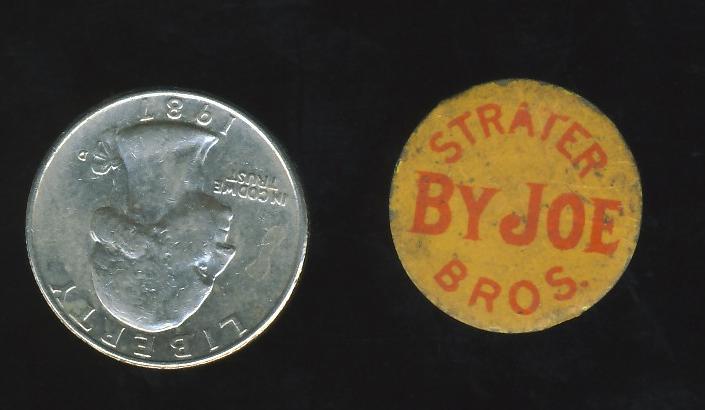 LIBERTY
IN GOD WE
TRUST
D
1987
STRATER
BY JOE
BROS.